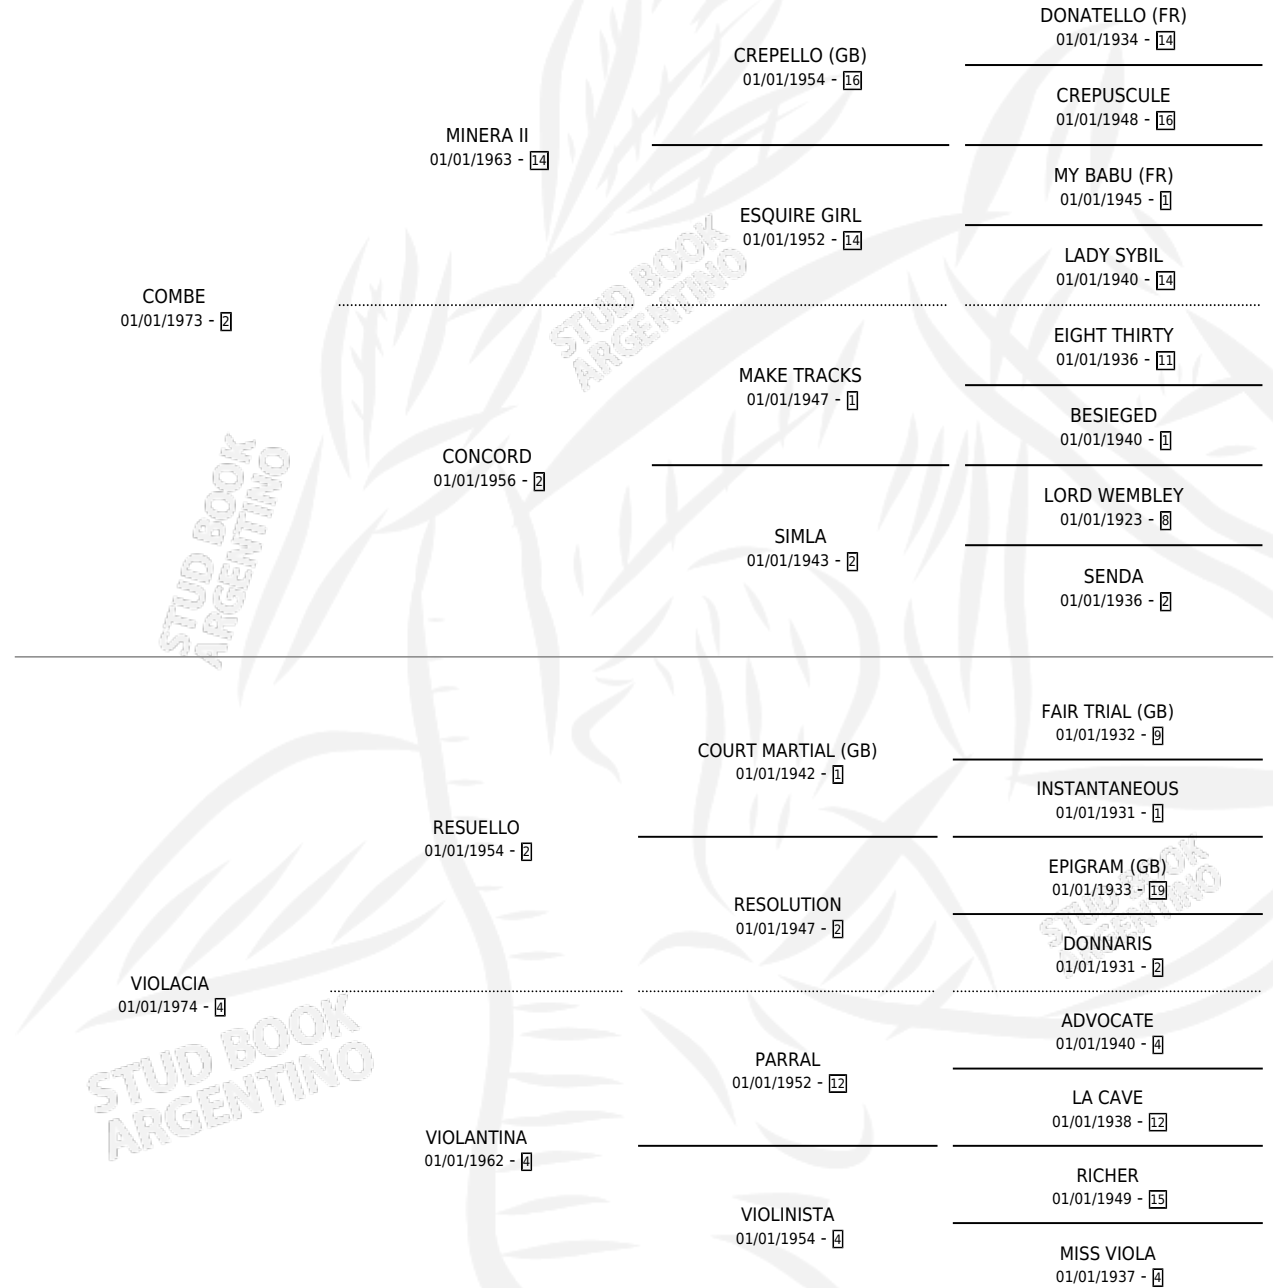 DONATELLO (FR)
01/01/1934 - 14
CREPELLO (GB)
01/01/1954 - 16
CREPUSCULE
01/01/1948 - 16
MINERA II
01/01/1963 - 14
MY BABU (FR)
01/01/1945 - 1
ESQUIRE GIRL
01/01/1952 - 14
LADY SYBIL
01/01/1940 - 14
COMBE
01/01/1973 - 2
EIGHT THIRTY
01/01/1936 - 11
MAKE TRACKS
01/01/1947 - 1
BESIEGED
01/01/1940 - 1
CONCORD
01/01/1956 - 2
LORD WEMBLEY
01/01/1923 - 8
SIMLA
01/01/1943 - 2
SENDA
01/01/1936 - 2
STUD BOOK
ARGENTINO
STUD BOOK
ARGENTINO
FAIR TRIAL (GB)
01/01/1932 - 9
COURT MARTIAL (GB)
01/01/1942 - 1
INSTANTANEOUS
01/01/1931 - 1
RESUELLO
01/01/1954 - 2
EPIGRAM (GB)
01/01/1933 - 19
RESOLUTION
01/01/1947 - 2
DONNARIS
01/01/1931 - 2
STUD BOOK
ARGENTINO
VIOLACIA
01/01/1974 - 4
ADVOCATE
01/01/1940 - 4
PARRAL
01/01/1952 - 12
LA CAVE
01/01/1938 - 12
STUD BOOK
ARGENTINO
VIOLANTINA
01/01/1962 - 4
RICHER
01/01/1949 - 15
VIOLINISTA
01/01/1954 - 4
MISS VIOLA
01/01/1937 - 4